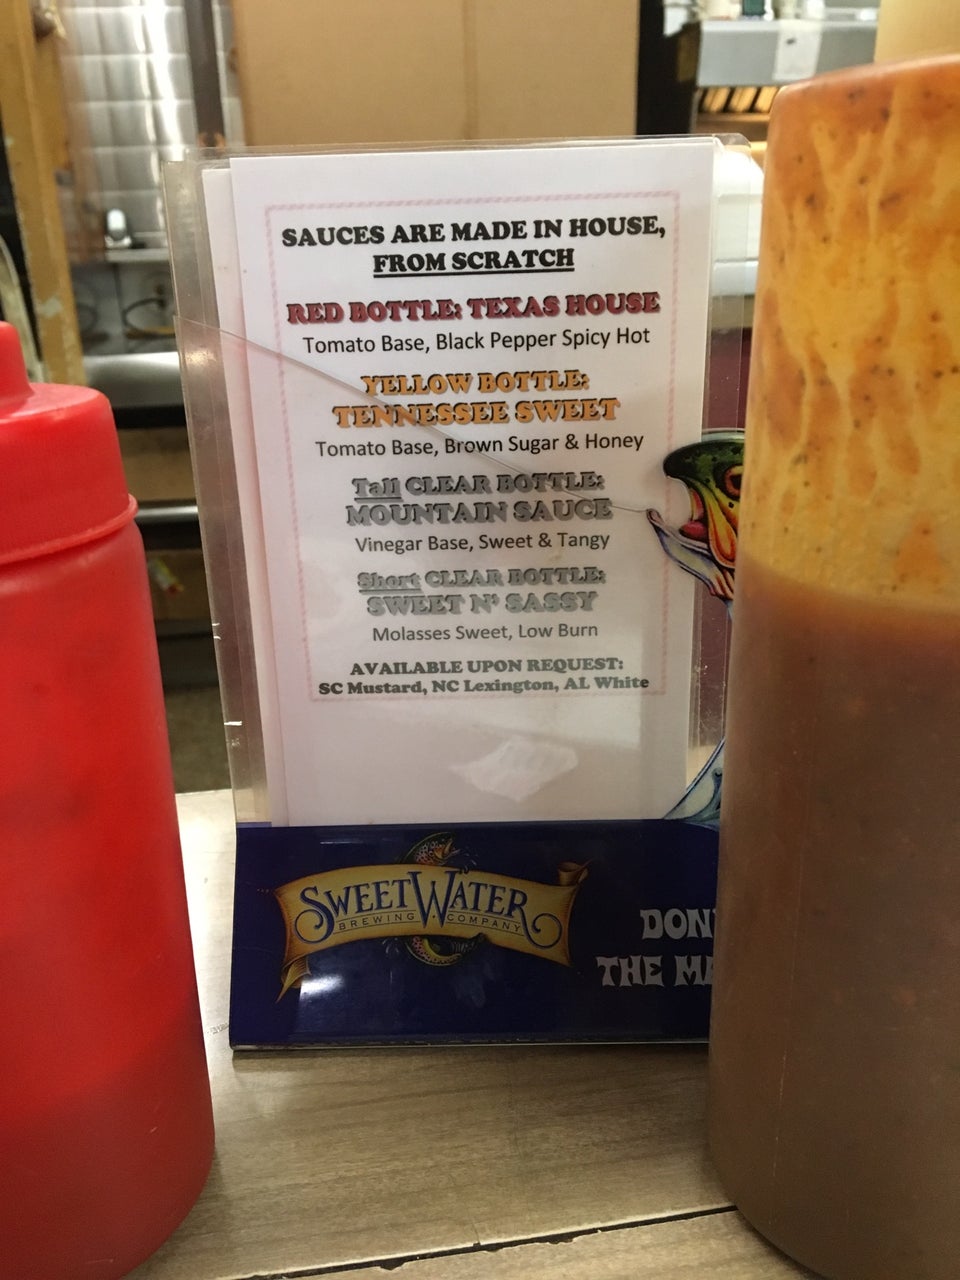 SAUCES ARE MADE IN HOUSE,
FROM SCRATCH
RED BOTTLE: TEXAS HOUSE
Tomato Base, Black Pepper Spicy Hot
YELLOW BOTTLE:
TENNESSEE SWEET
Tomato Base, Brown Sugar & Honey
Tall CLEAR BOTTLE:
MOUNTAIN SAUCE
Vinegar Base, Sweet & Tangy
Short CLEAR BOTTLE:
SWEET N' SASSY
Molasses Sweet, Low Burn
AVAILABLE UPON REQUEST:
SC Mustard, NC Lexington, AL White
SWEETWATER
BREWING COMPANY
DON
THE M